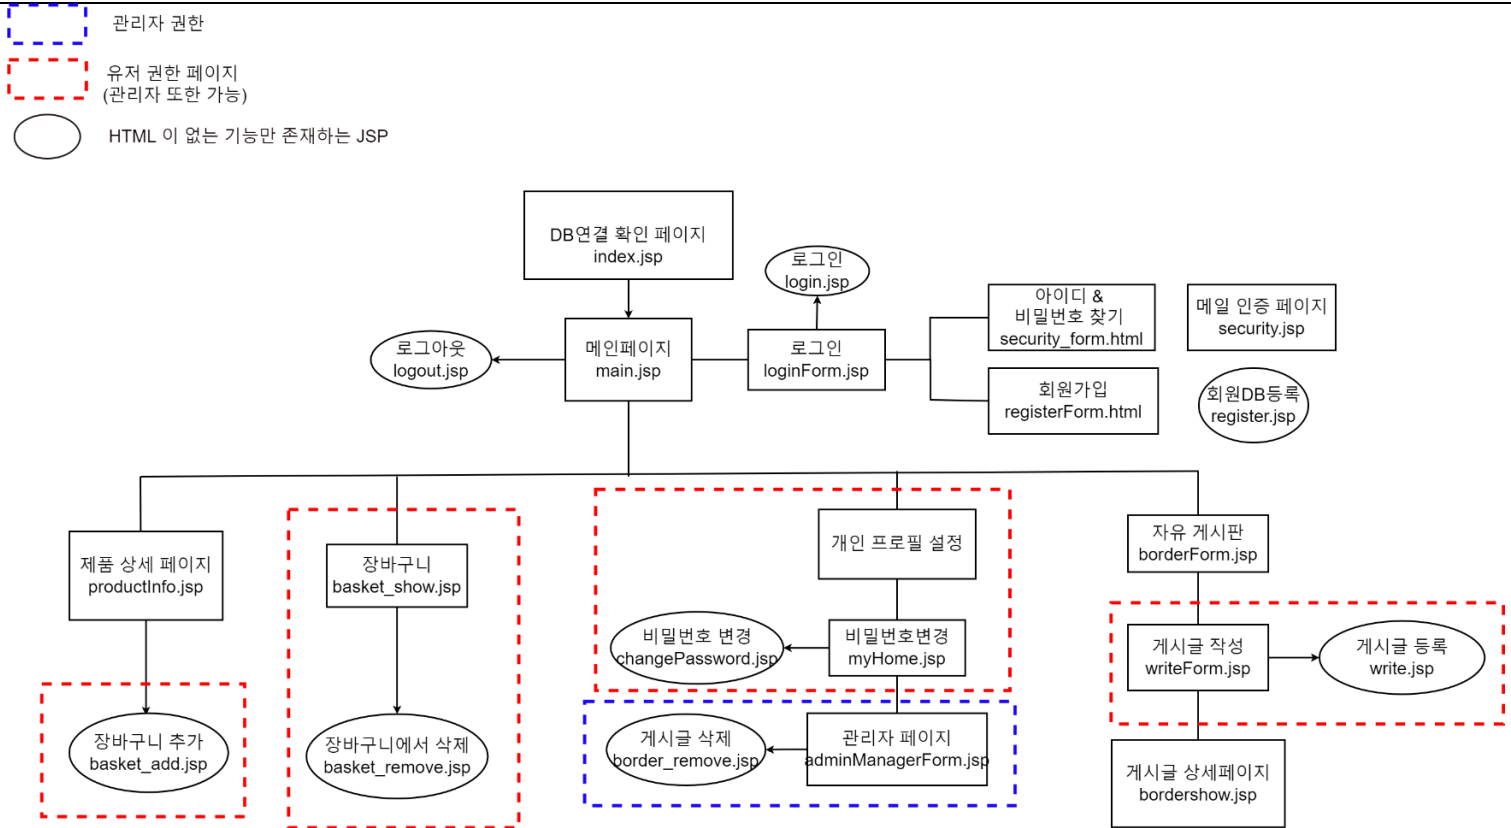 관리자 권한
유저 권한 페이지
(관리자 또한 가능)
HTML 이 없는 기능만 존재하는 JSP
DB연결 확인 페이지
index.jsp
로그인
login.jsp
아이디 &
비밀번호 찾기
security_form.html
메일 인증 페이지
security.jsp
로그아웃
logout.jsp
메인페이지
main.jsp
로그인
loginForm.jsp
회원가입
registerForm.html
회원DB등록
register.jsp
제품 상세 페이지
productInfo.jsp
장바구니
basket_show.jsp
개인 프로필 설정
자유 게시판
borderForm.jsp
비밀번호 변경
changePassword.jsp
비밀번호변경
myHome.jsp
게시글 작성
writeForm.jsp
게시글 등록
write.jsp
장바구니 추가
basket_add.jsp
장바구니에서 삭제
basket_remove.jsp
게시글 삭제
border_remove.jsp
관리자 페이지
adminManagerForm.jsp
게시글 상세페이지
bordershow.jsp